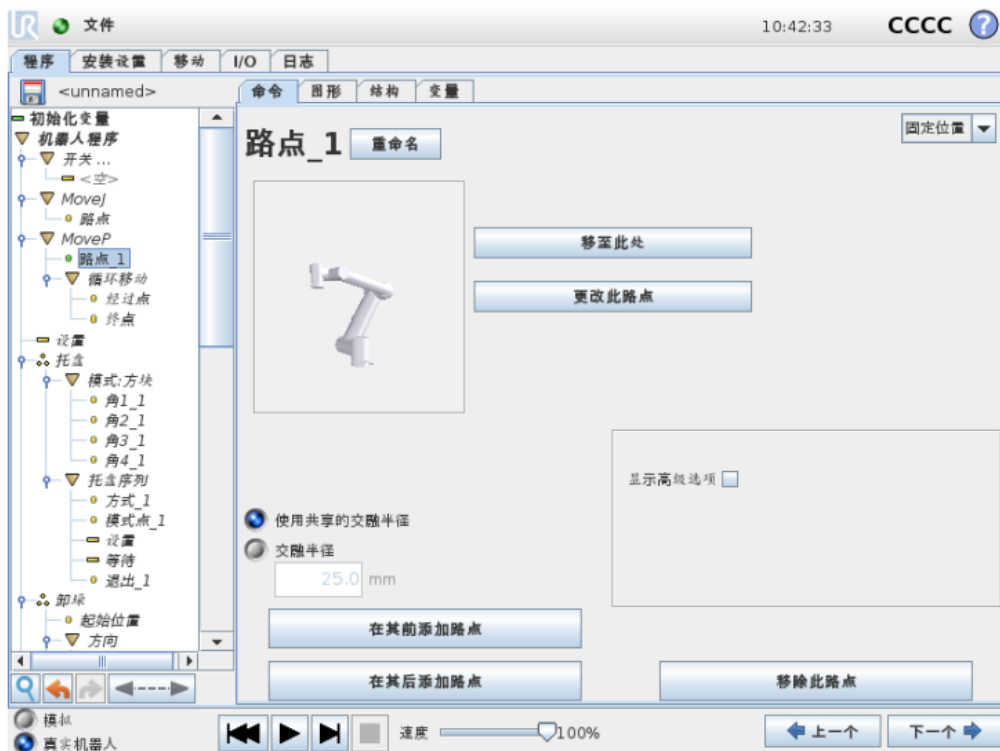 UR 文件 10:42:33 CCCC ?
程序 安装设置 移动 I/O 日志
<unnamed>
命令 图形 结构 变量
初始化变量
机器人程序
开关 ...
<空>
MoveJ
路点
MoveP
路点_1
循环移动
经过点
终点
设置
托盘
模式:方块
角1_1
角2_1
角3_1
角4_1
托盘序列
方式_1
模式点_1
设置
等待
退出_1
卸垛
起始位置
方向
路点_1 重命名
固定位置
移至此处
更改此路点
显示高级选项
使用共享的交融半径
交融半径
25.0 mm
在其前添加路点
在其后添加路点
移除此路点
模拟
真实机器人
速度 100%
上一个
下一个